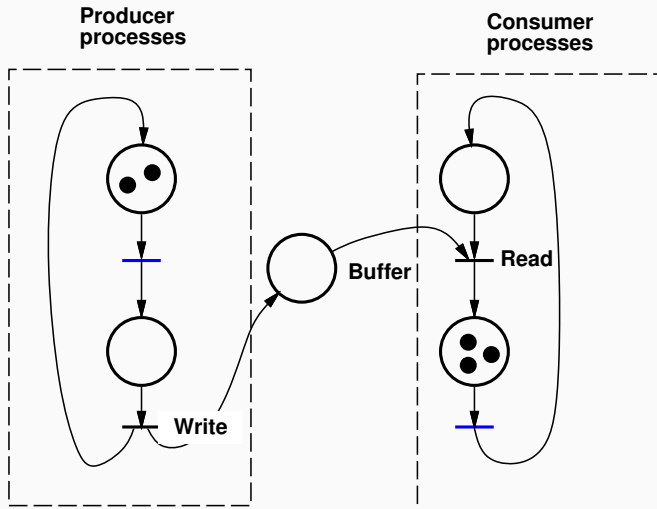 Producer
processes
Consumer
processes
Buffer
Read
Write